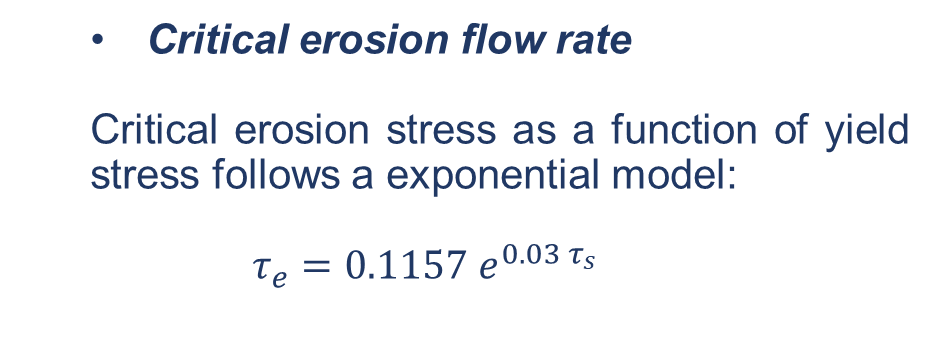 • Critical erosion flow rate
Critical erosion stress as a function of yield
stress follows a exponential model:
τₑ = 0.1157 e^{0.03 τₛ}